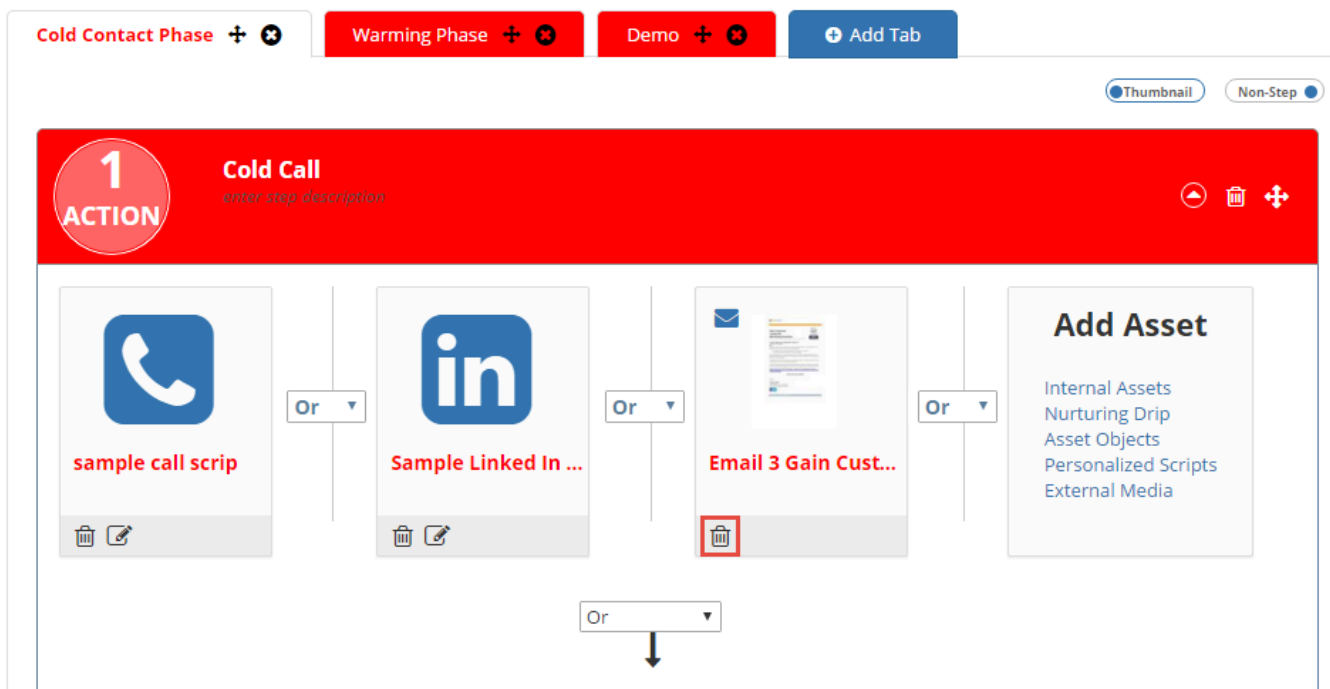 Cold Contact Phase
Warming Phase
Demo
Add Tab
Thumbnail
Non-Step
1
ACTION
Cold Call
enter step description
in
sample call scrip
Or
Sample Linked In ...
Or
Email 3 Gain Cust...
Or
Add Asset
Internal Assets
Nurturing Drip
Asset Objects
Personalized Scripts
External Media
Or